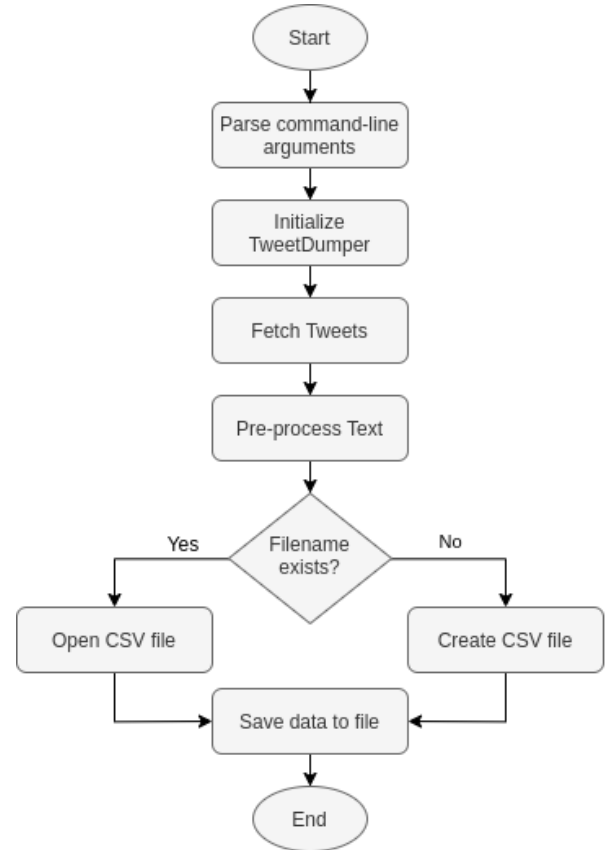 Start
Parse command-line
arguments
Initialize
TweetDumper
Fetch Tweets
Pre-process Text
Filename
exists?
Yes
No
Open CSV file
Create CSV file
Save data to file
End